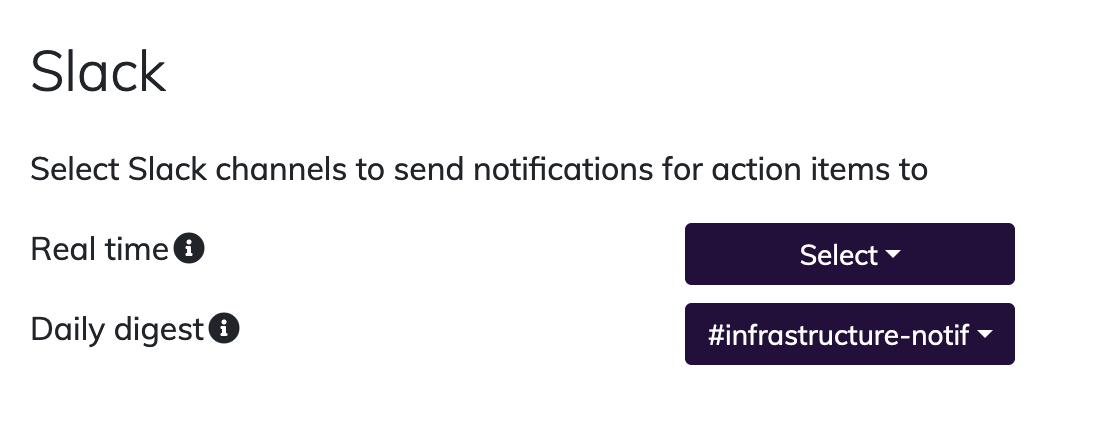 Slack
Select Slack channels to send notifications for action items to
Real time
Select
Daily digest
#infrastructure-notif